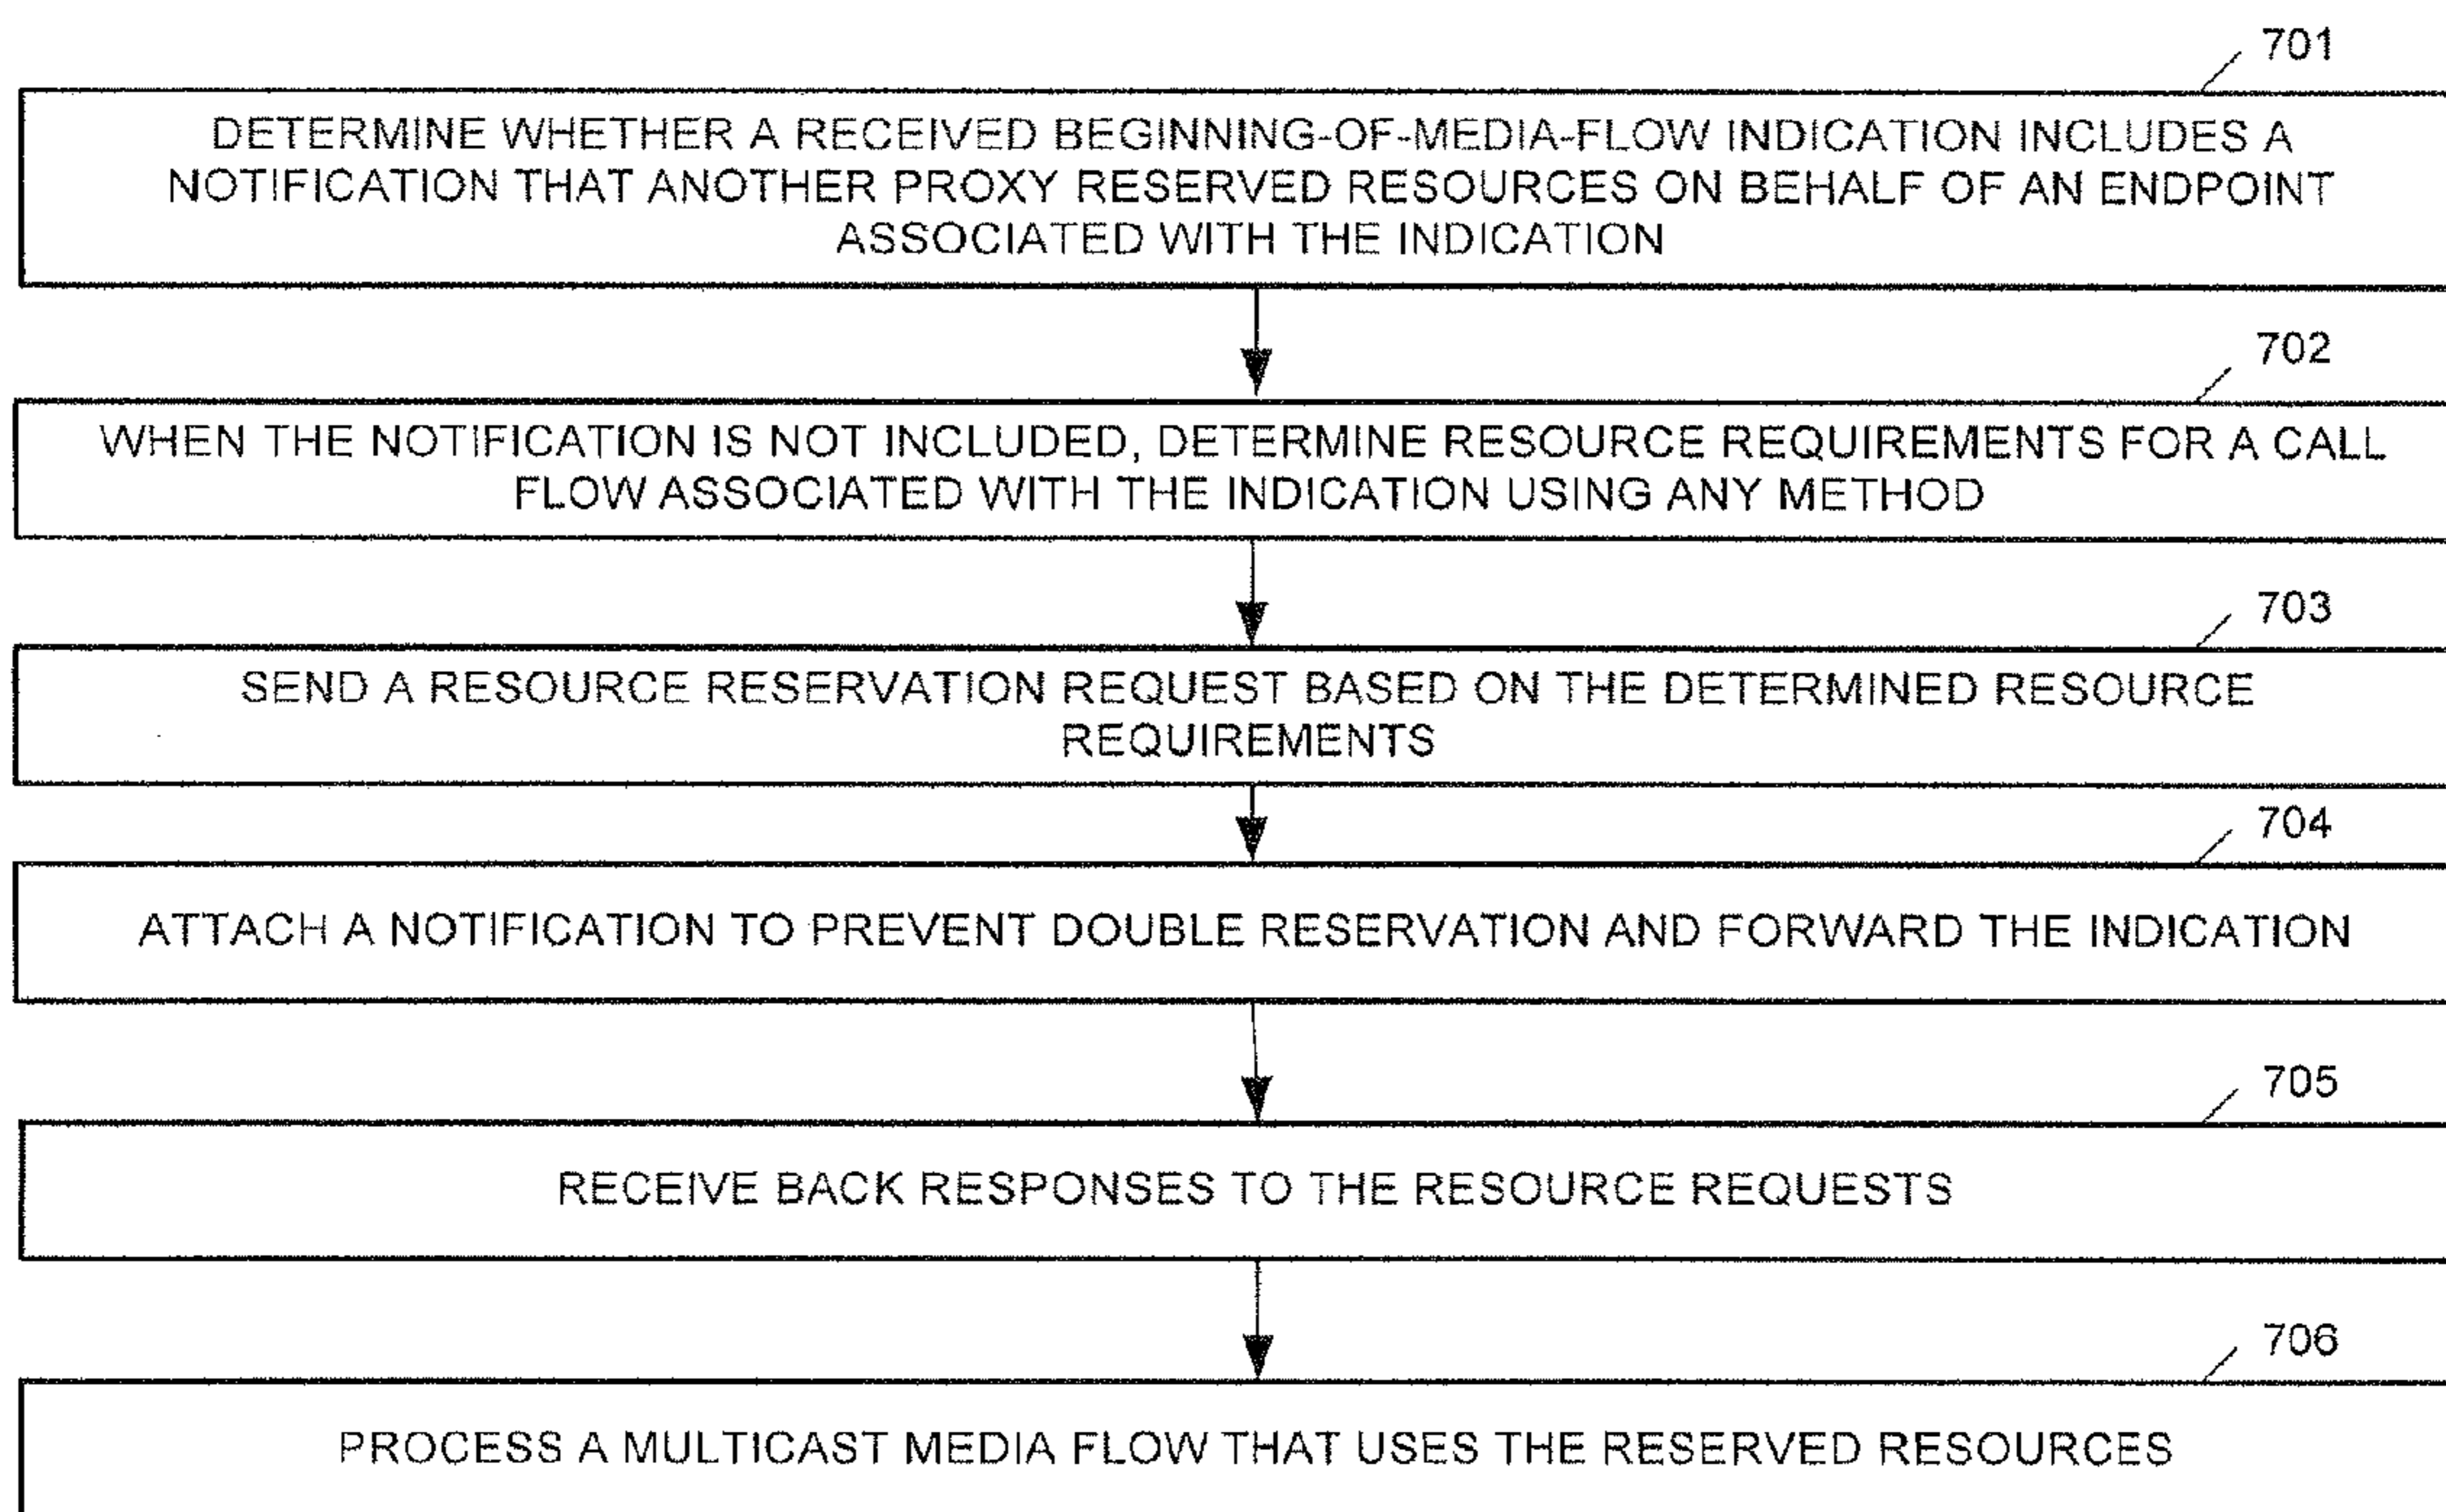 701
DETERMINE WHETHER A RECEIVED BEGINNING-OF-MEDIA-FLOW INDICATION INCLUDES A
NOTIFICATION THAT ANOTHER PROXY RESERVED RESOURCES ON BEHALF OF AN ENDPOINT
ASSOCIATED WITH THE INDICATION
702
WHEN THE NOTIFICATION IS NOT INCLUDED, DETERMINE RESOURCE REQUIREMENTS FOR A CALL
FLOW ASSOCIATED WITH THE INDICATION USING ANY METHOD
703
SEND A RESOURCE RESERVATION REQUEST BASED ON THE DETERMINED RESOURCE
REQUIREMENTS
704
ATTACH A NOTIFICATION TO PREVENT DOUBLE RESERVATION AND FORWARD THE INDICATION
705
RECEIVE BACK RESPONSES TO THE RESOURCE REQUESTS
706
PROCESS A MULTICAST MEDIA FLOW THAT USES THE RESERVED RESOURCES